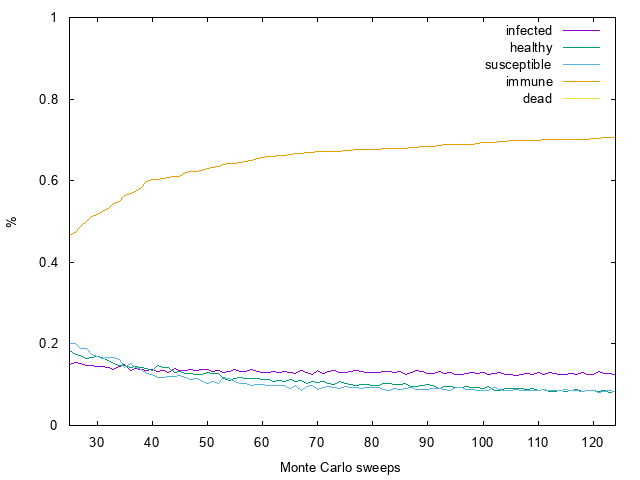 1
0.8
0.6
0.4
0.2
0
%
infected
healthy
susceptible
immune
dead
30 40 50 60 70 80 90 100 110 120
Monte Carlo sweeps